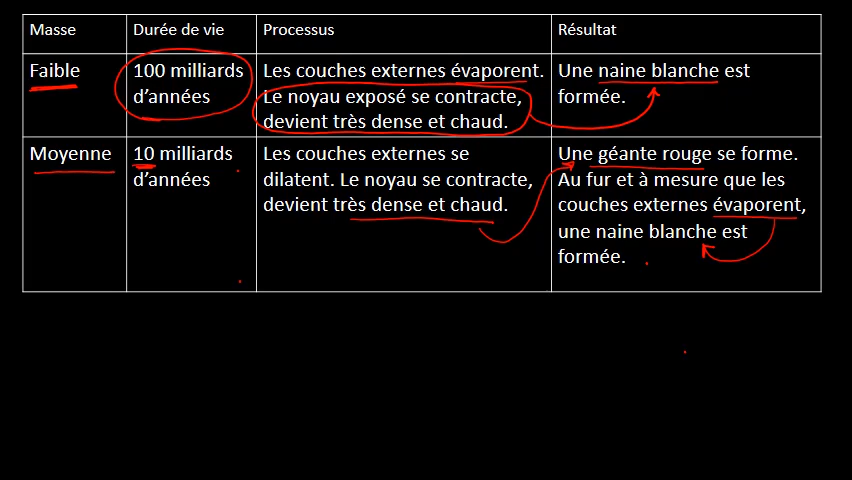 Masse
Durée de vie
Processus
Résultat
Faible
100 milliards
d'années
Les couches externes évaporent.
Le noyau exposé se contracte,
devient très dense et chaud.
Une naine blanche est
formée.
Moyenne
10 milliards
d'années
Les couches externes se
dilatent. Le noyau se contracte,
devient très dense et chaud.
Une géante rouge se forme.
Au fur et à mesure que les
couches externes évaporent,
une naine blanche est
formée.